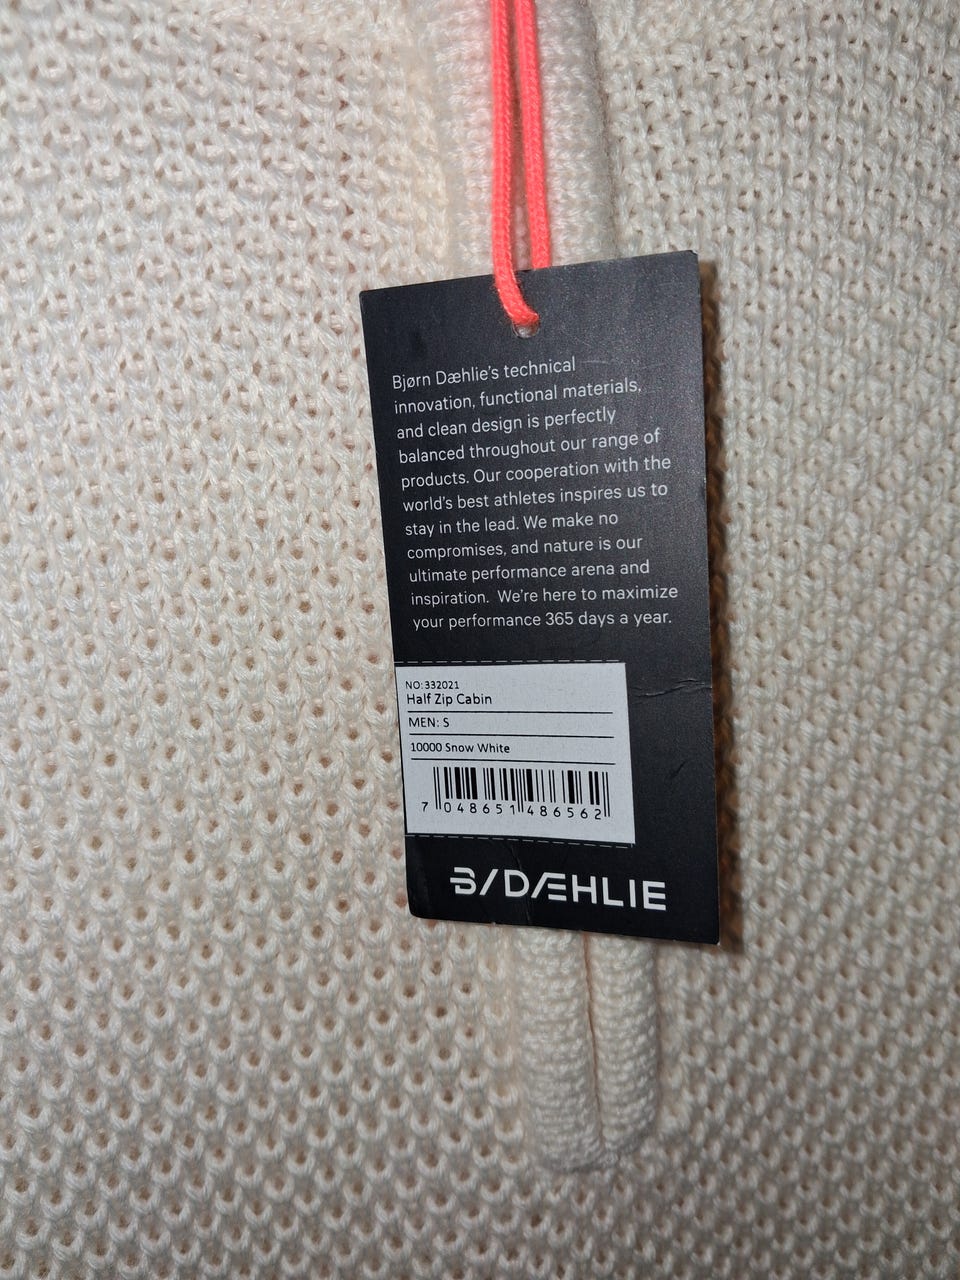 Bjørn Dæhlie's technical
innovation, functional materials,
and clean design is perfectly
balanced throughout our range of
products. Our cooperation with the
world's best athletes inspires us to
stay in the lead. We make no
compromises, and nature is our
ultimate performance arena and
inspiration. We're here to maximize
your performance 365 days a year.
NO: 332021
Half Zip Cabin
MEN: S
10000 Snow White
7 048651 486562
B/DÆHLIE